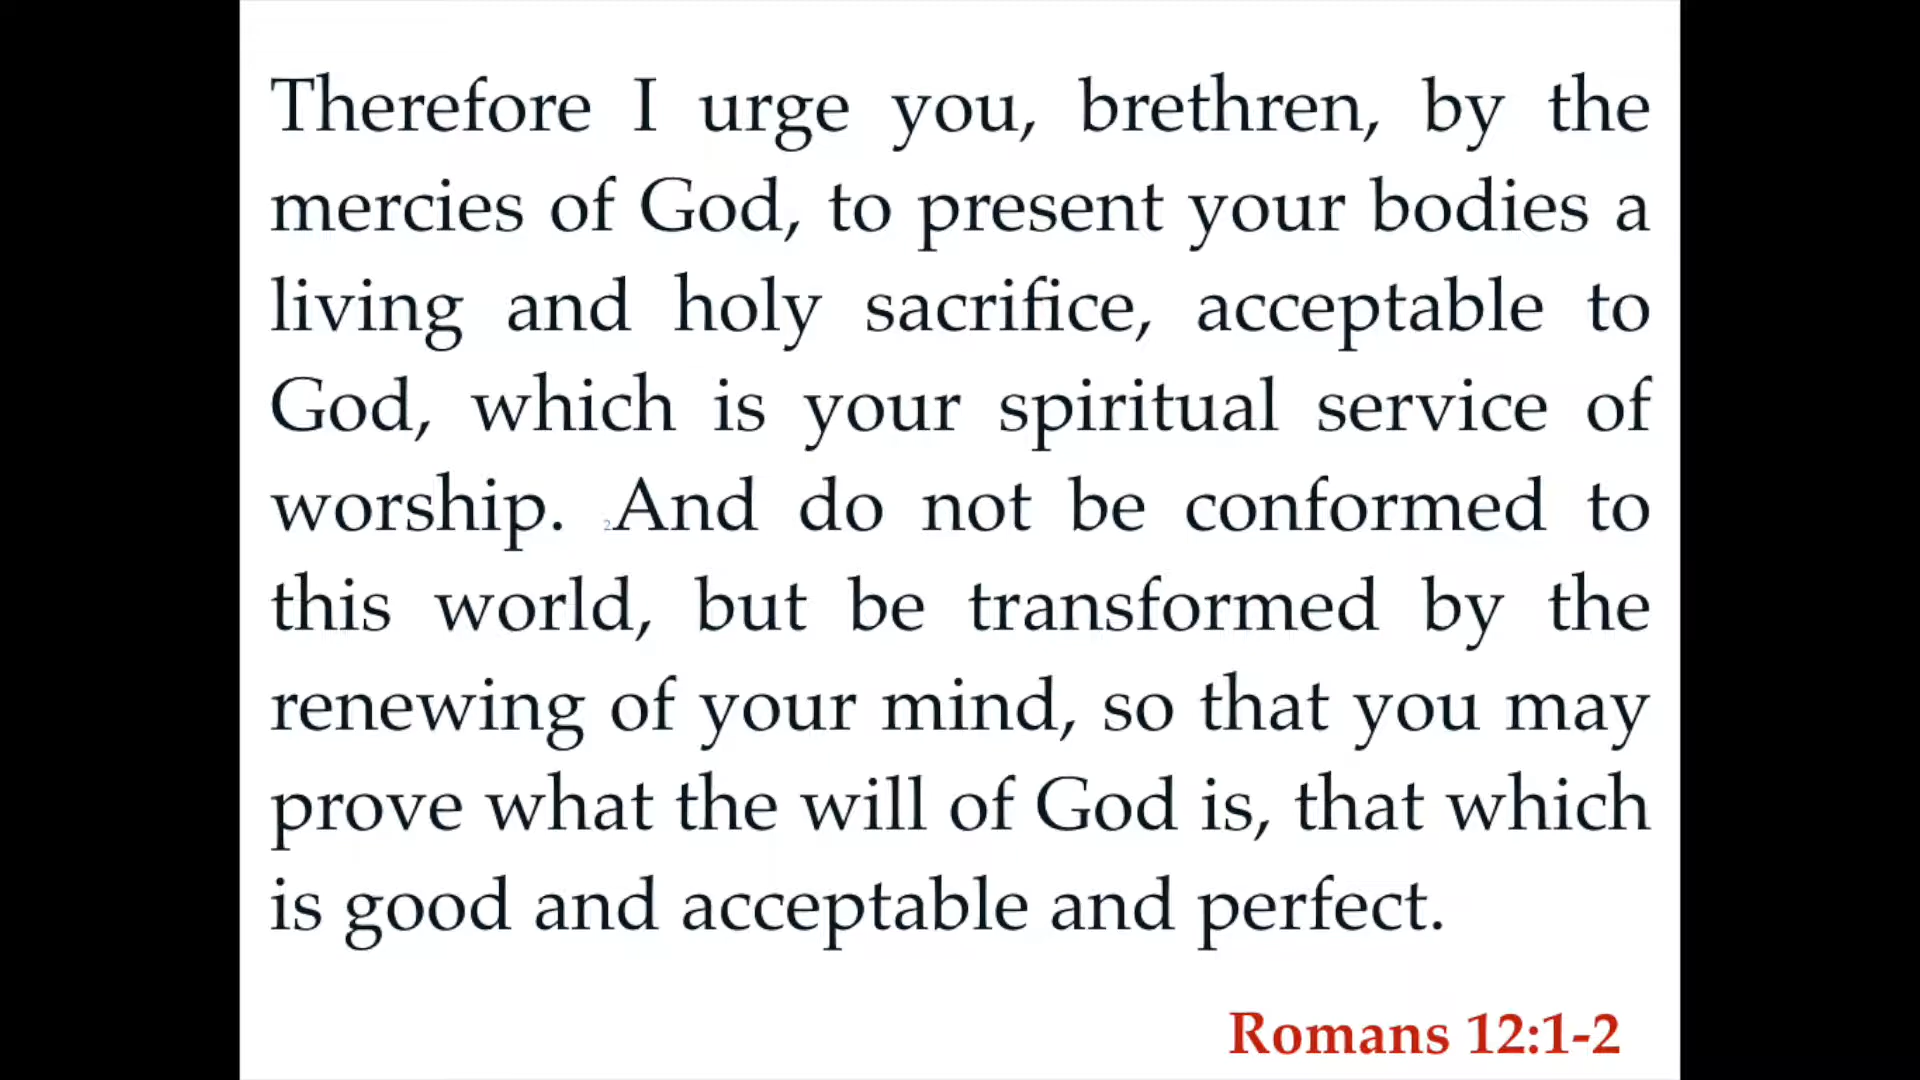 Therefore I urge you, brethren, by the
mercies of God, to present your bodies a
living and holy sacrifice, acceptable to
God, which is your spiritual service of
worship. 2And do not be conformed to
this world, but be transformed by the
renewing of your mind, so that you may
prove what the will of God is, that which
is good and acceptable and perfect.
Romans 12:1-2